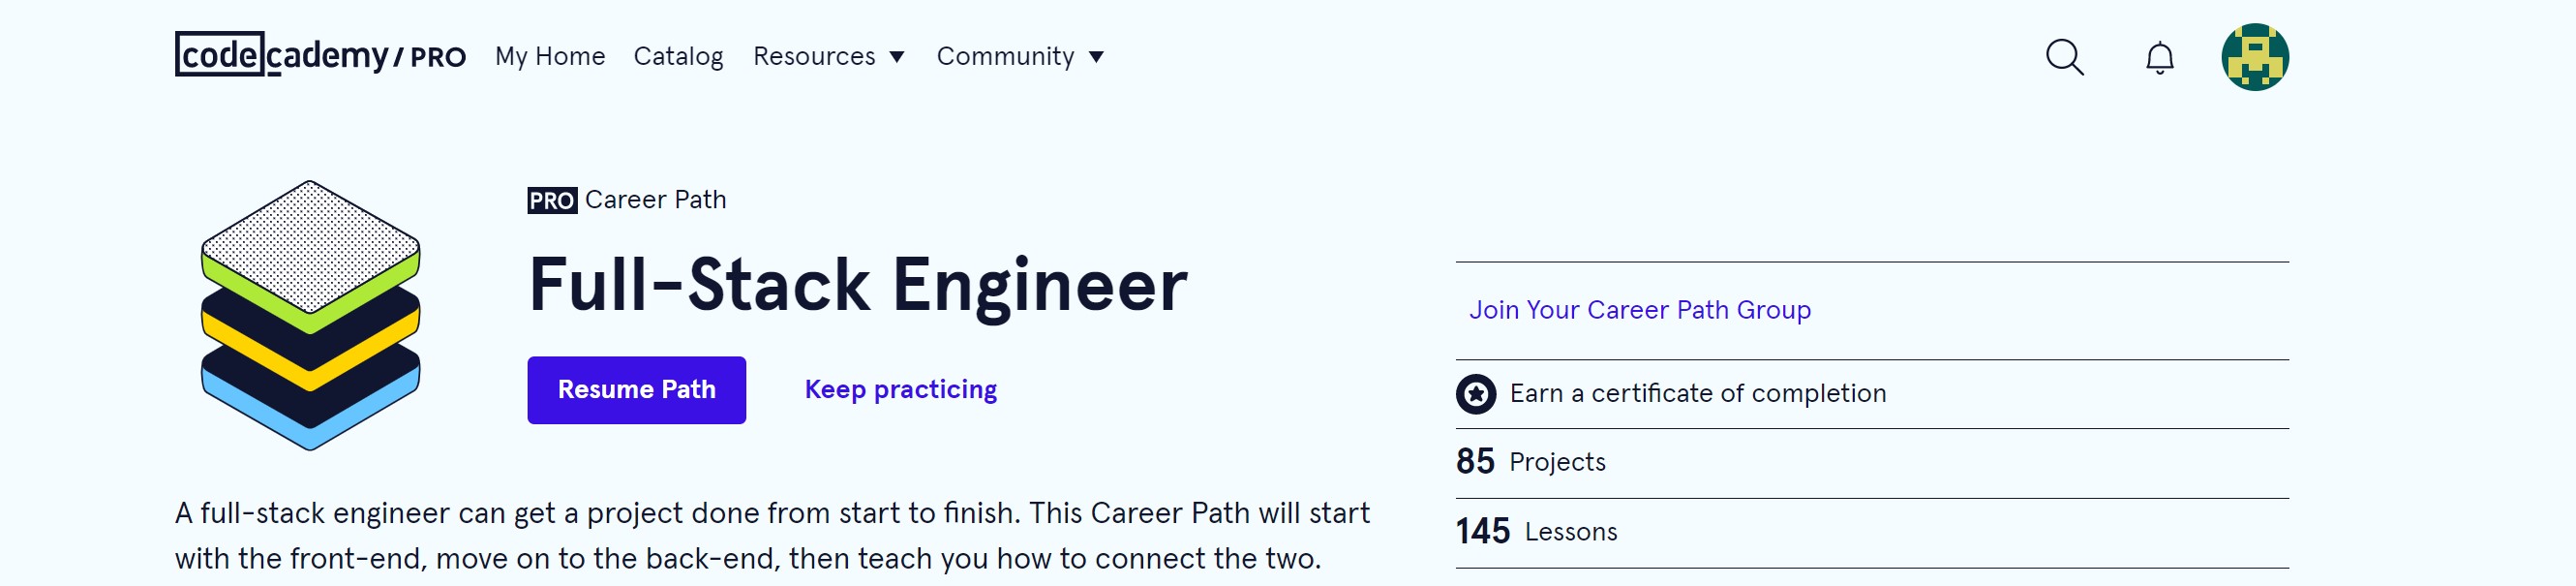 codecademy/PRO My Home Catalog Resources Community
PRO Career Path
Full-Stack Engineer
Resume Path Keep practicing
A full-stack engineer can get a project done from start to finish. This Career Path will start
with the front-end, move on to the back-end, then teach you how to connect the two.
Join Your Career Path Group
Earn a certificate of completion
85 Projects
145 Lessons